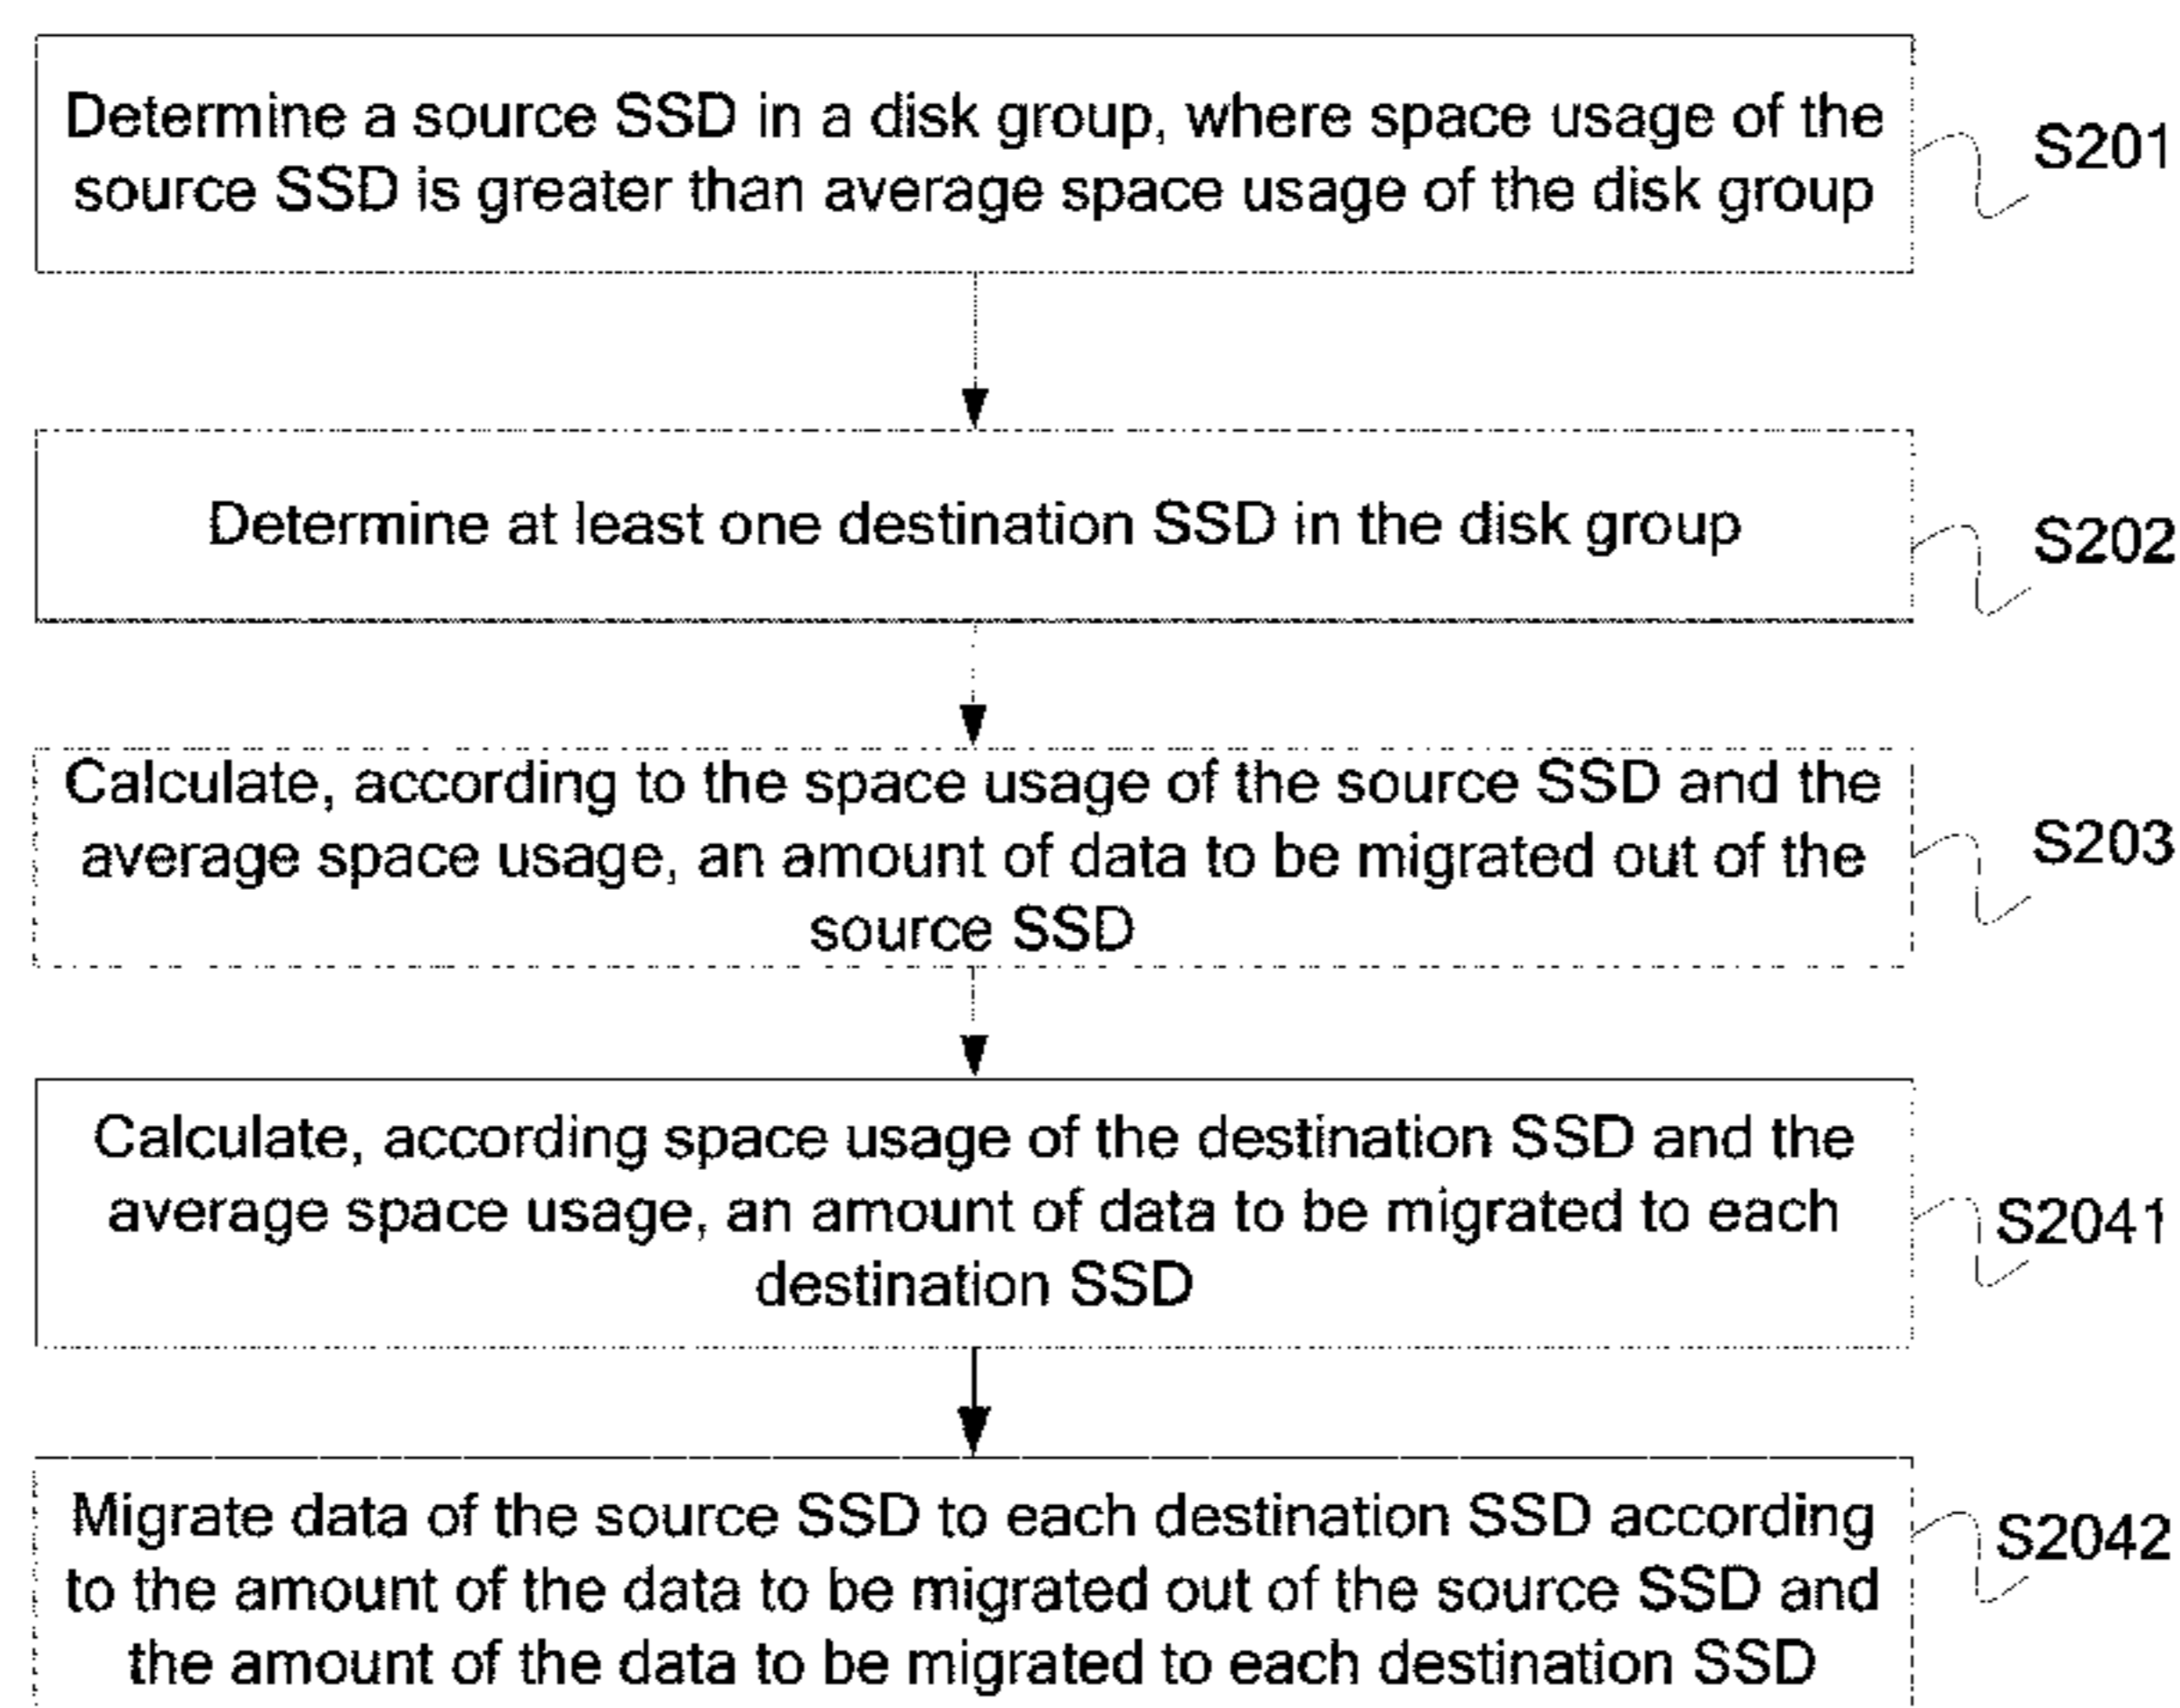 Determine a source SSD in a disk group, where space usage of the
source SSD is greater than average space usage of the disk group
S201
Determine at least one destination SSD in the disk group
S202
Calculate, according to the space usage of the source SSD and the
average space usage, an amount of data to be migrated out of the
source SSD
S203
Calculate, according space usage of the destination SSD and the
average space usage, an amount of data to be migrated to each
destination SSD
S2041
Migrate data of the source SSD to each destination SSD according
to the amount of the data to be migrated out of the source SSD and
the amount of the data to be migrated to each destination SSD
S2042